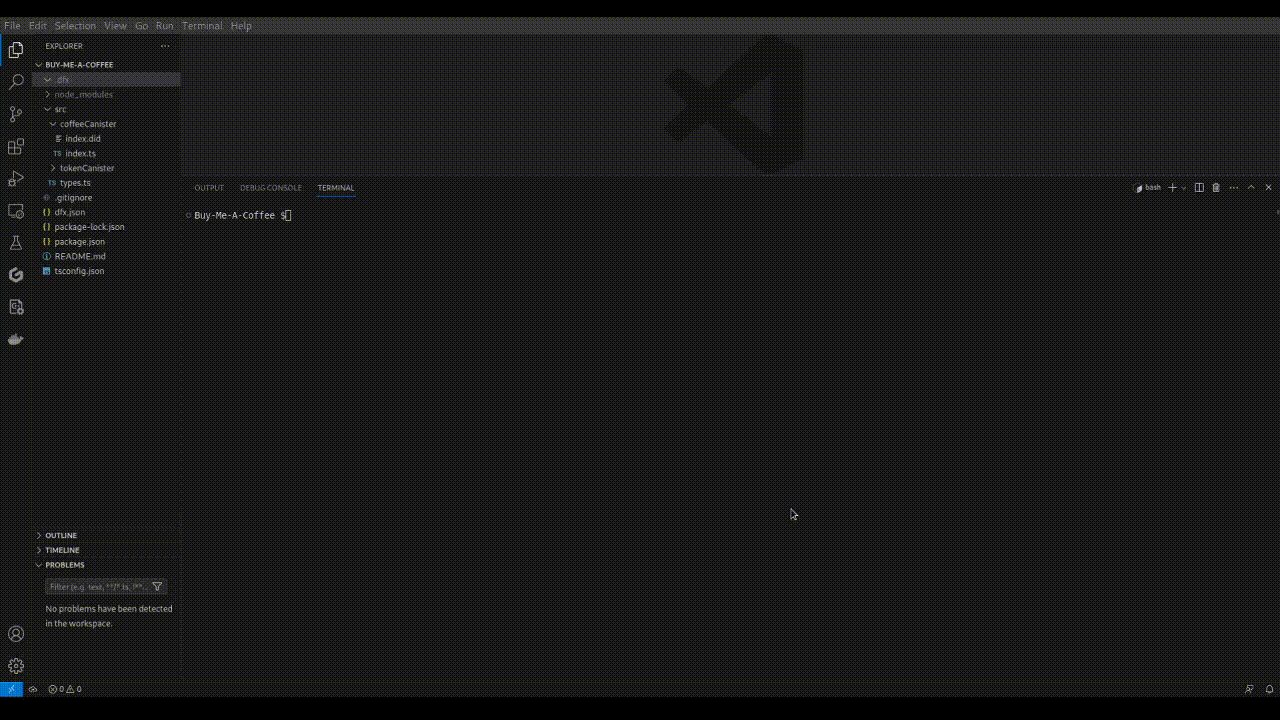 File Edit Selection View Go Run Terminal Help
EXPLORER
BUY-ME-A-COFFEE
.dfx
node_modules
src
coffeeCanister
index.did
TS index.ts
tokenCanister
TS types.ts
.gitignore
{} dfx.json
{} package-lock.json
{} package.json
README.md
tsconfig.json
OUTLINE
TIMELINE
PROBLEMS
Filter (e.g. text, **/*.ts, !**...
No problems have been detected
in the workspace.
0 0
OUTPUT DEBUG CONSOLE TERMINAL
bash
Buy-Me-A-Coffee $